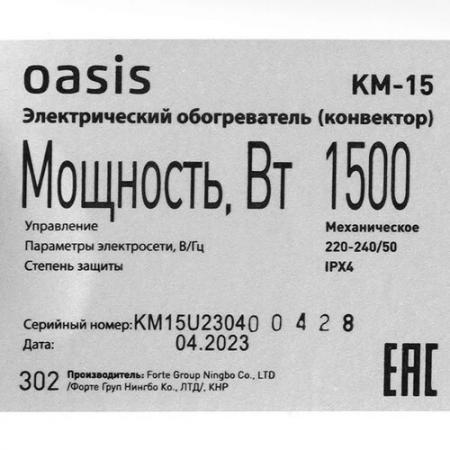 oasis KM-15
Электрический обогреватель (конвектор)
Мощность, Вт 1500
Управление Механическое
Параметры электросети, В/Гц 220-240/50
Степень защиты IPX4
Серийный номер: KM15U23040 0 4 2 8
Дата: 04.2023
302 Производитель: Forte Group Ningbo Co., LTD
/Форте Груп Нингбо Ко., ЛТД/, КНР
EAC